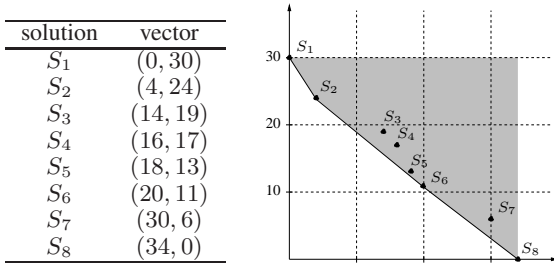 solution vector
S1 (0, 30)
S2 (4, 24)
S3 (14, 19)
S4 (16, 17)
S5 (18, 13)
S6 (20, 11)
S7 (30, 6)
S8 (34, 0)
30
20
10
S1
S2
S3
S4
S5
S6
S7
S8